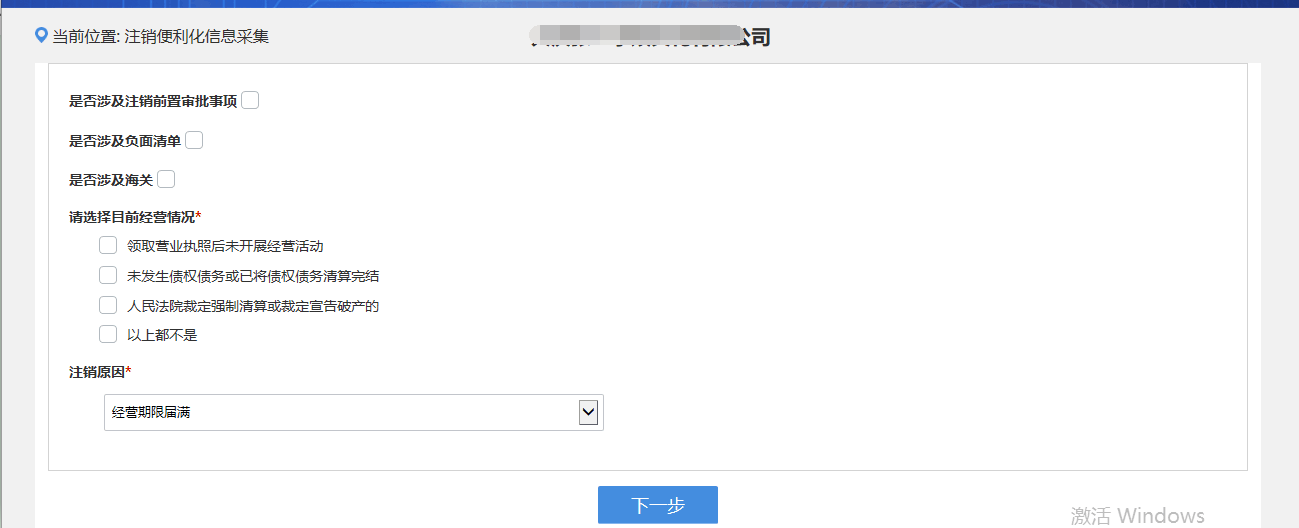 当前位置: 注销便利化信息采集
公司
是否涉及注销前置审批事项
是否涉及负面清单
是否涉及海关
请选择目前经营情况*
领取营业执照后未开展经营活动
未发生债权债务或已将债权债务清算完结
人民法院裁定强制清算或裁定宣告破产的
以上都不是
注销原因*
经营期限届满
下一步
激活 Windows